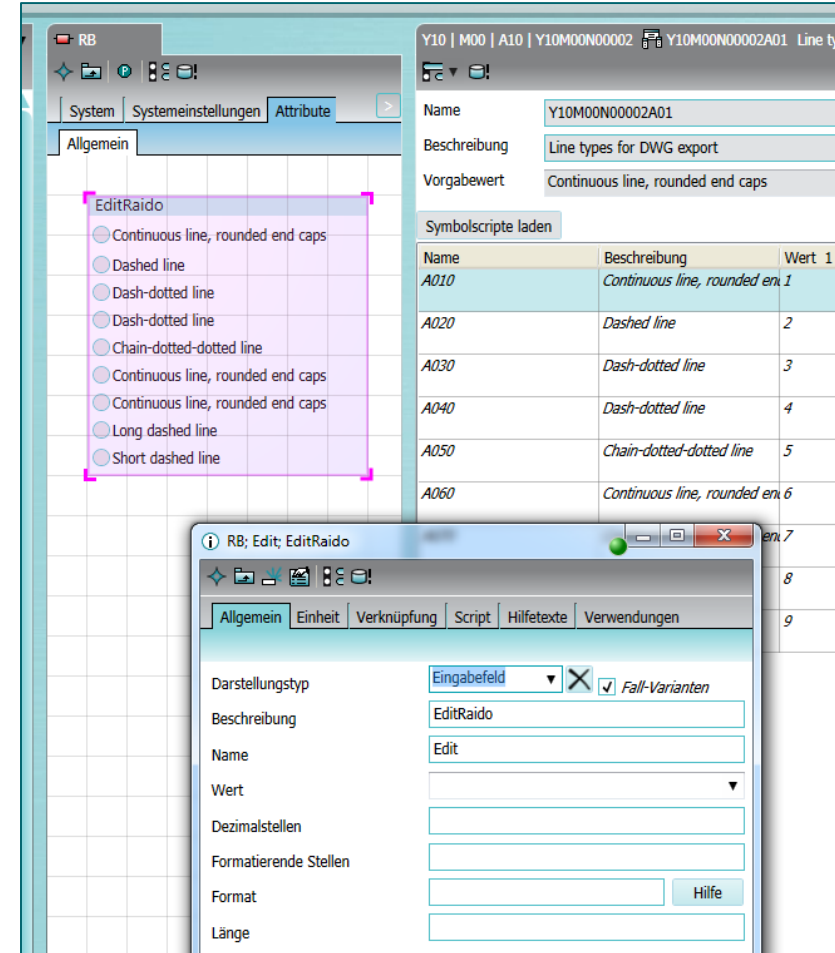 RB
System Systemeinstellungen Attribute >
Allgemein
EditRaido
Continuous line, rounded end caps
Dashed line
Dash-dotted line
Dash-dotted line
Chain-dotted-dotted line
Continuous line, rounded end caps
Continuous line, rounded end caps
Long dashed line
Short dashed line
Y10 | M00 | A10 | Y10M00N00002 Y10M00N00002A01 Line ty
Name Y10M00N00002A01
Beschreibung Line types for DWG export
Vorgabewert Continuous line, rounded end caps
Symbolscripte laden
Name Beschreibung Wert 1
A010 Continuous line, rounded en 1
A020 Dashed line 2
A030 Dash-dotted line 3
A040 Dash-dotted line 4
A050 Chain-dotted-dotted line 5
A060 Continuous line, rounded en 6
en 7
8
9
RB; Edit; EditRaido
Allgemein Einheit Verknüpfung Script Hilfetexte Verwendungen
Darstellungstyp Eingabefeld Fall-Varianten
Beschreibung EditRaido
Name Edit
Wert
Dezimalstellen
Formatierende Stellen
Format Hilfe
Länge